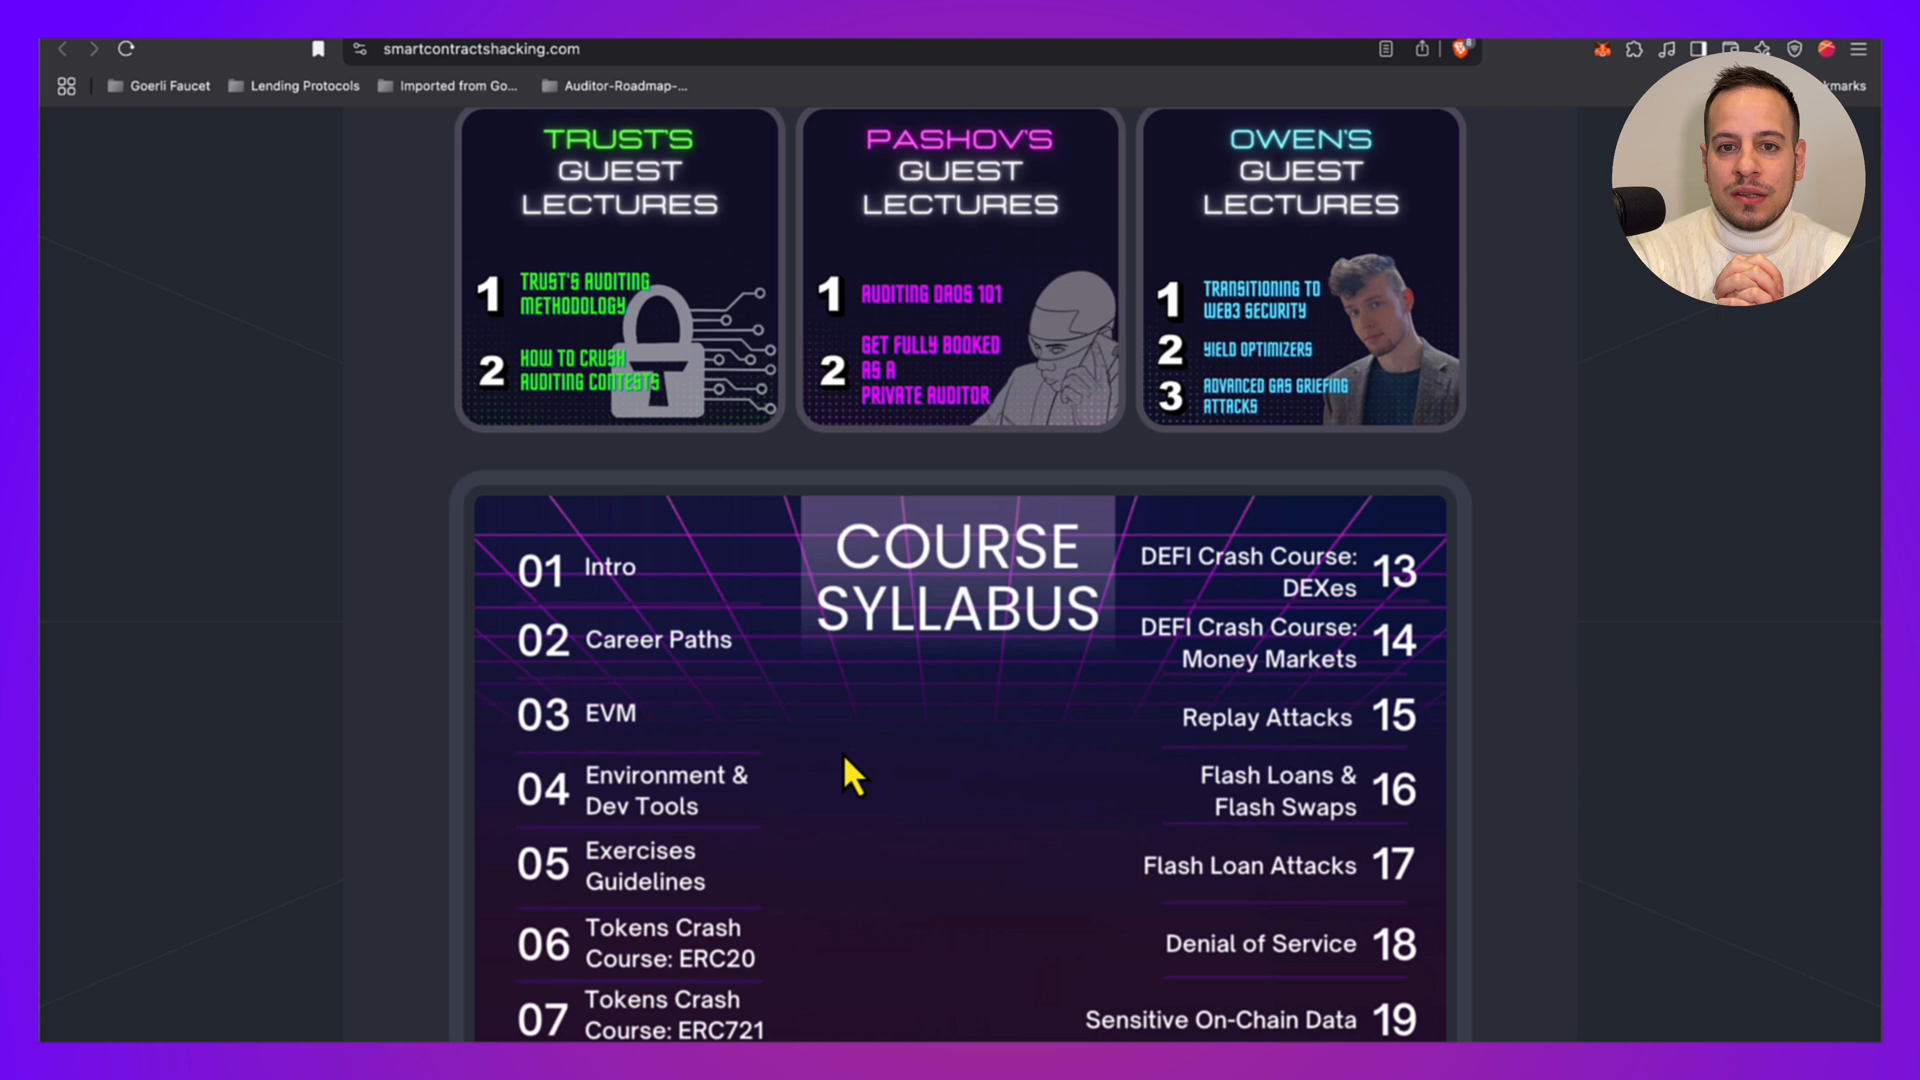 smartcontractshacking.com
8
Goerli Faucet
Lending Protocols
Imported from Go...
Auditor-Roadmap-...
kmarks
TRUST'S
GUEST
LECTURES
1 TRUST'S AUDITING
METHODOLOGY
2 HOW TO CRUSH
AUDITING CONTESTS
PASHOV'S
GUEST
LECTURES
1 AUDITING DAOS 101
2 GET FULLY BOOKED
AS A
PRIVATE AUDITOR
OWEN'S
GUEST
LECTURES
1 TRANSITIONING TO
WEB3 SECURITY
2 YIELD OPTIMIZERS
3 ADVANCED GAS GRIEFING
ATTACKS
COURSE
SYLLABUS
01 Intro
02 Career Paths
03 EVM
04 Environment &
Dev Tools
05 Exercises
Guidelines
06 Tokens Crash
Course: ERC20
07 Tokens Crash
Course: ERC721
DEFI Crash Course:
DEXes 13
DEFI Crash Course:
Money Markets 14
Replay Attacks 15
Flash Loans &
Flash Swaps 16
Flash Loan Attacks 17
Denial of Service 18
Sensitive On-Chain Data 19